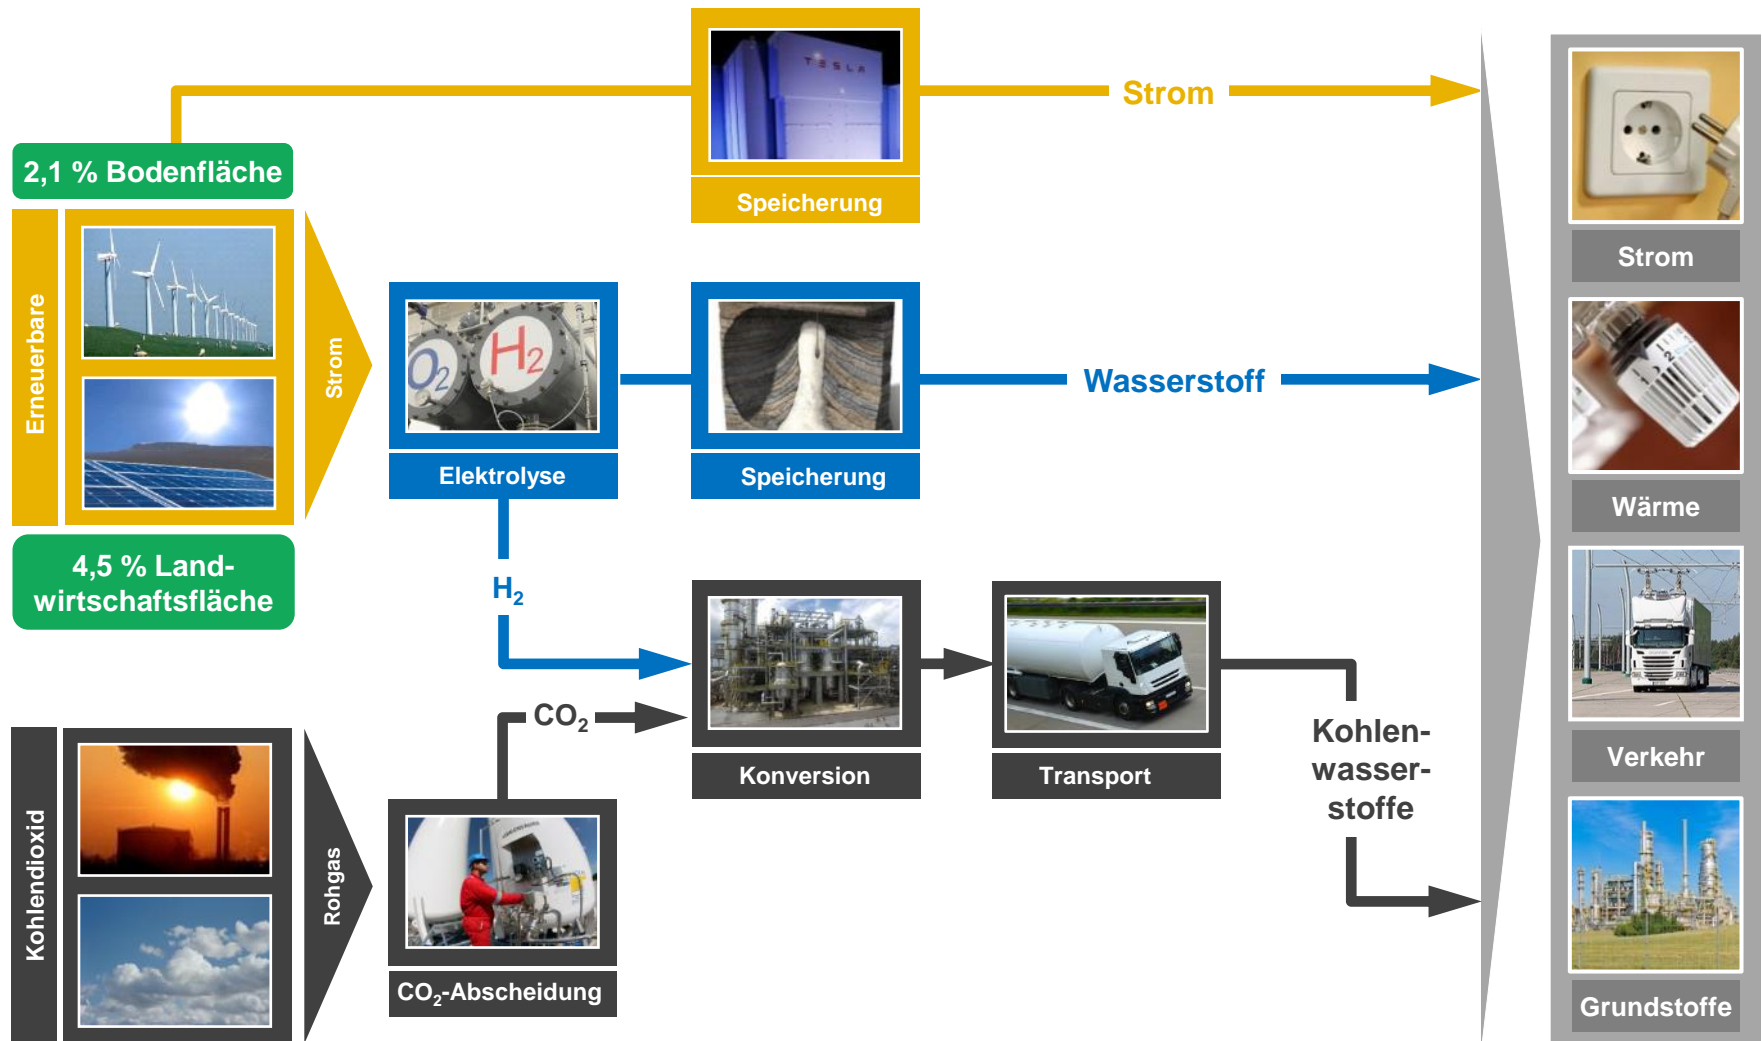 TESLA
Strom
2,1 % Bodenfläche
Speicherung
Strom
Erneuerbare
Strom
O2
H2
Elektrolyse
Speicherung
Wasserstoff
Wärme
4,5 % Land-
wirtschaftsfläche
H2
CO2
Konversion
Transport
Kohlen-
wasser-
stoffe
Verkehr
Kohlendioxid
Rohgas
CO2-Abscheidung
Grundstoffe